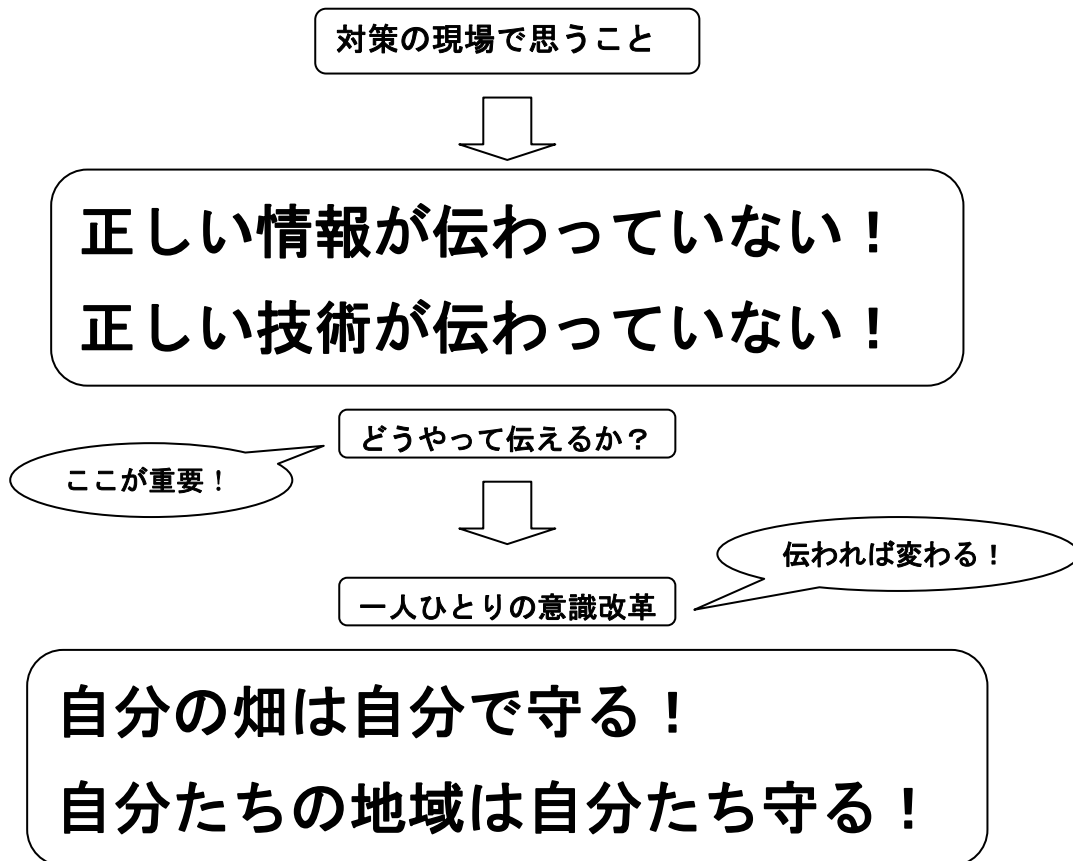 対策の現場で思うこと
正しい情報が伝わっていない！
正しい技術が伝わっていない！
どうやって伝えるか？
ここが重要！
伝われば変わる！
一人ひとりの意識改革
自分の畑は自分で守る！
自分たちの地域は自分たち守る！